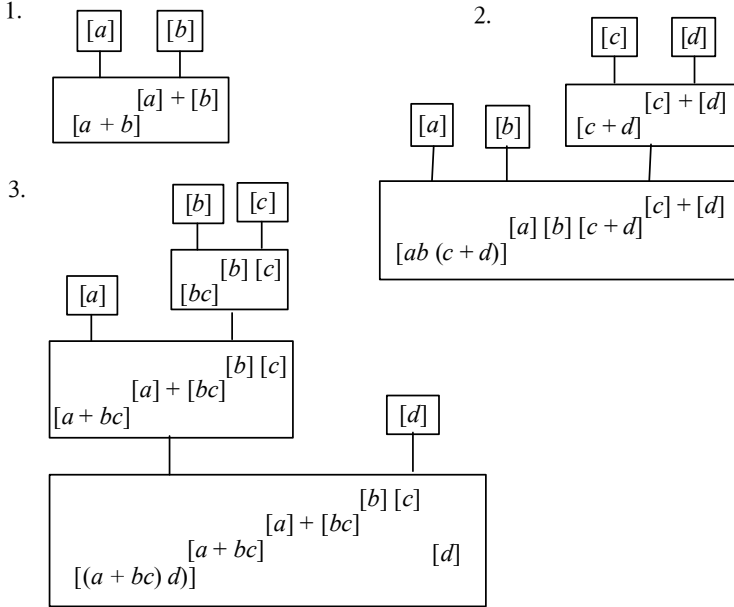 1.
[a] [b]
[a] + [b]
[a + b]
2.
[c] [d]
[c] + [d]
[c + d]
[a] [b]
[c] + [d]
[a] [b] [c + d]
[ab (c + d)]
3.
[b] [c]
[b] [c]
[bc]
[a]
[b] [c]
[a] + [bc]
[a + bc]
[d]
[b] [c]
[a] + [bc]
[a + bc] [d]
[(a + bc) d)]